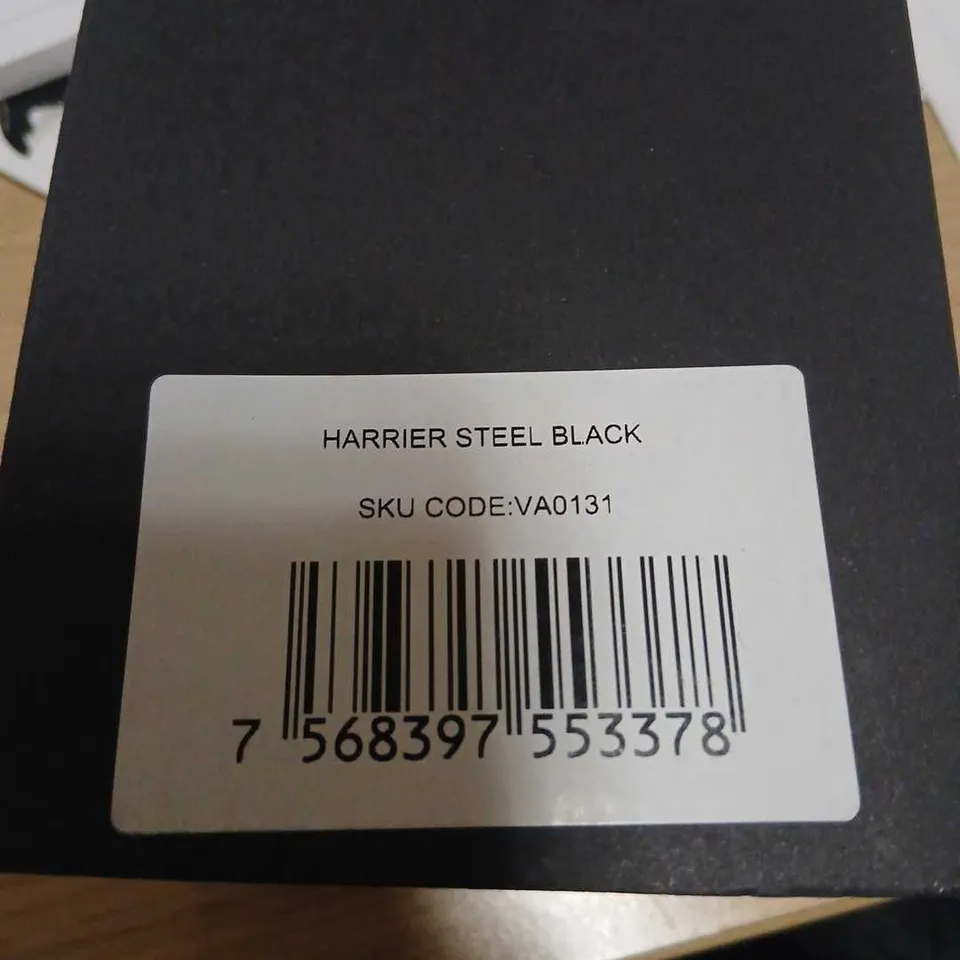 HARRIER STEEL BLACK
SKU CODE:VA0131
7 568397 553378